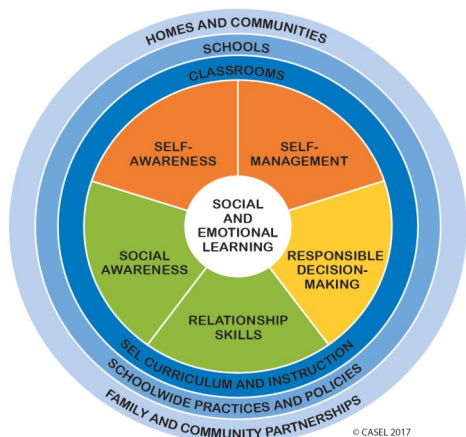 HOMES AND COMMUNITIES
SCHOOLS
CLASSROOMS
SELF-
AWARENESS
SELF-
MANAGEMENT
SOCIAL
AND
EMOTIONAL
LEARNING
SOCIAL
AWARENESS
RESPONSIBLE
DECISION-
MAKING
RELATIONSHIP
SKILLS
SEL CURRICULUM AND INSTRUCTION
SCHOOLWIDE PRACTICES AND POLICIES
FAMILY AND COMMUNITY PARTNERSHIPS
© CASEL 2017